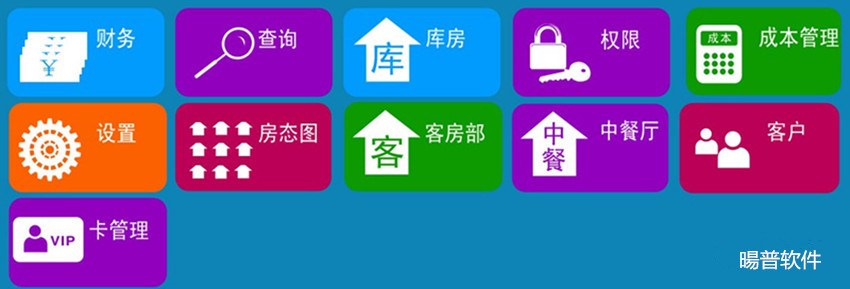 财务
查询
库
库房
权限
成本
成本管理
设置
房态图
客
客房部
中餐
中餐厅
客户
VIP
卡管理
暘普软件